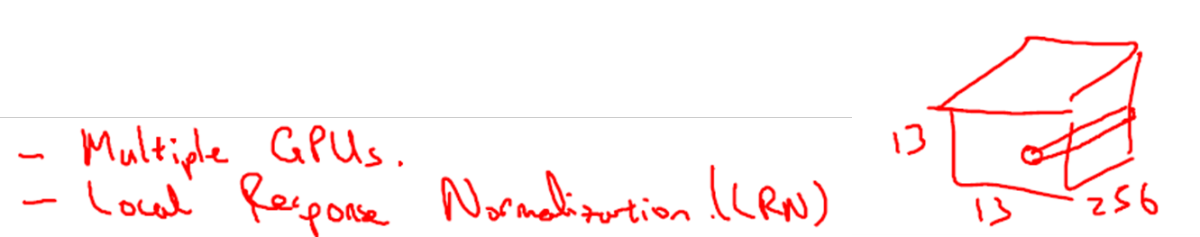 - Multiple GPUs.
- Local Response Normalization. (LRN)
13
13
256